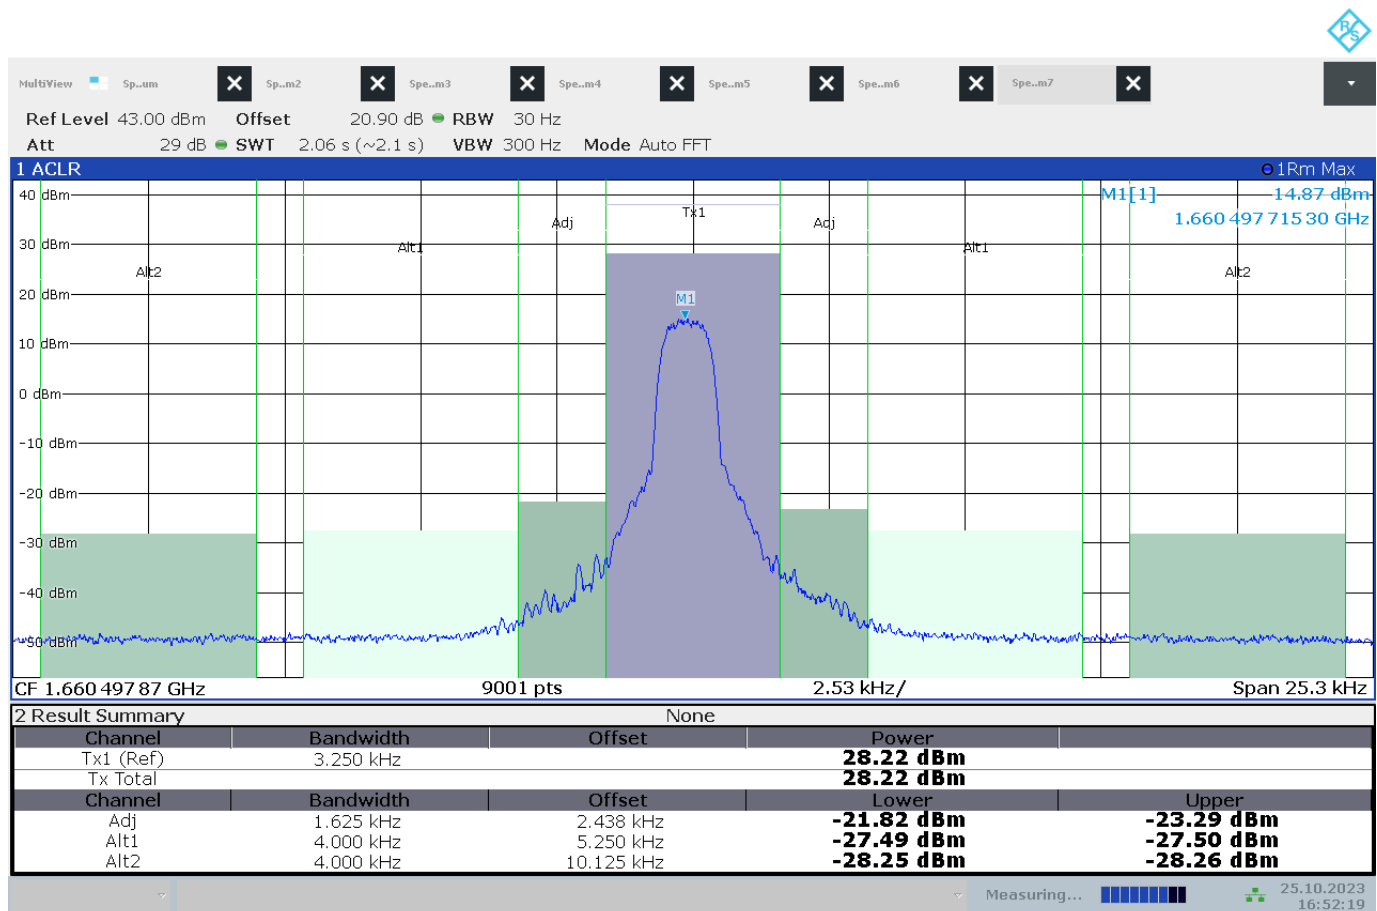 R&S
MultiView Sp..um Sp..m2 Spe..m3 Spe..m4 Spe..m5 Spe..m6 Spe..m7
Ref Level 43.00 dBm Offset 20.90 dB RBW 30 Hz
Att 29 dB SWT 2.06 s (~2.1 s) VBW 300 Hz Mode Auto FFT
1 ACLR 1Rm Max
40 dBm M1[1] 14.87 dBm
1.660 497 715 30 GHz
Tx1
Adj Adj
30 dBm Alt1 Alt1
Alt2 Alt2
20 dBm
M1
10 dBm
0 dBm
-10 dBm
-20 dBm
-30 dBm
-40 dBm
-50 dBm
CF 1.660 497 87 GHz 9001 pts 2.53 kHz/ Span 25.3 kHz
2 Result Summary None
Channel Bandwidth Offset Power
Tx1 (Ref) 3.250 kHz 28.22 dBm
Tx Total 28.22 dBm
Channel Bandwidth Offset Lower Upper
Adj 1.625 kHz 2.438 kHz -21.82 dBm -23.29 dBm
Alt1 4.000 kHz 5.250 kHz -27.49 dBm -27.50 dBm
Alt2 4.000 kHz 10.125 kHz -28.25 dBm -28.26 dBm
Measuring... 25.10.2023
16:52:19